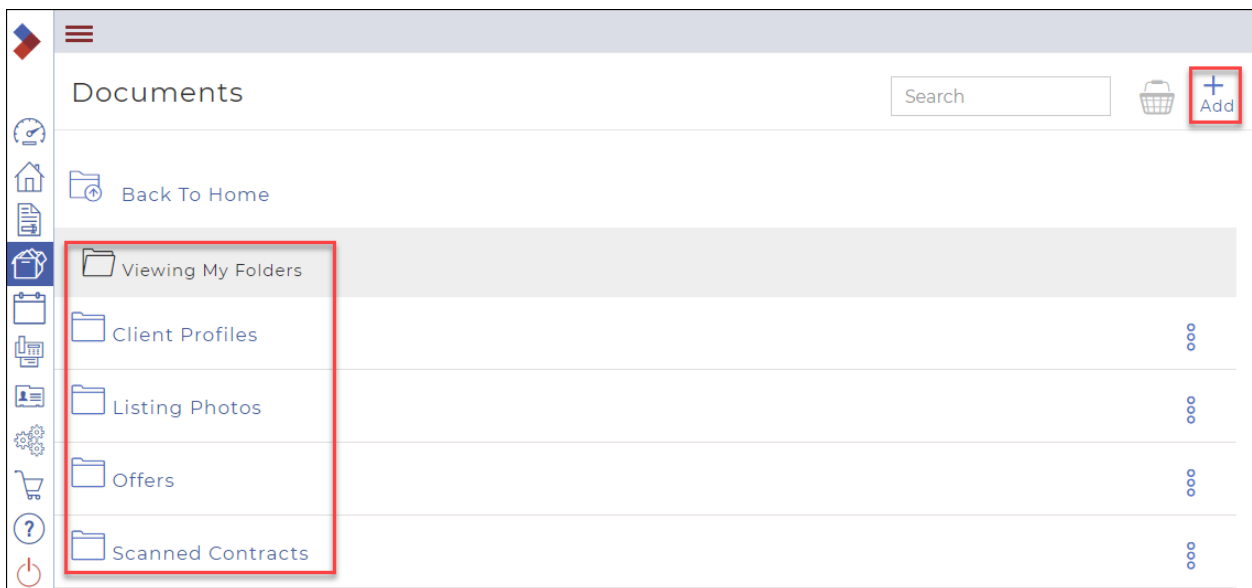 Documents
Search
Add
Back To Home
Viewing My Folders
Client Profiles
Listing Photos
Offers
Scanned Contracts